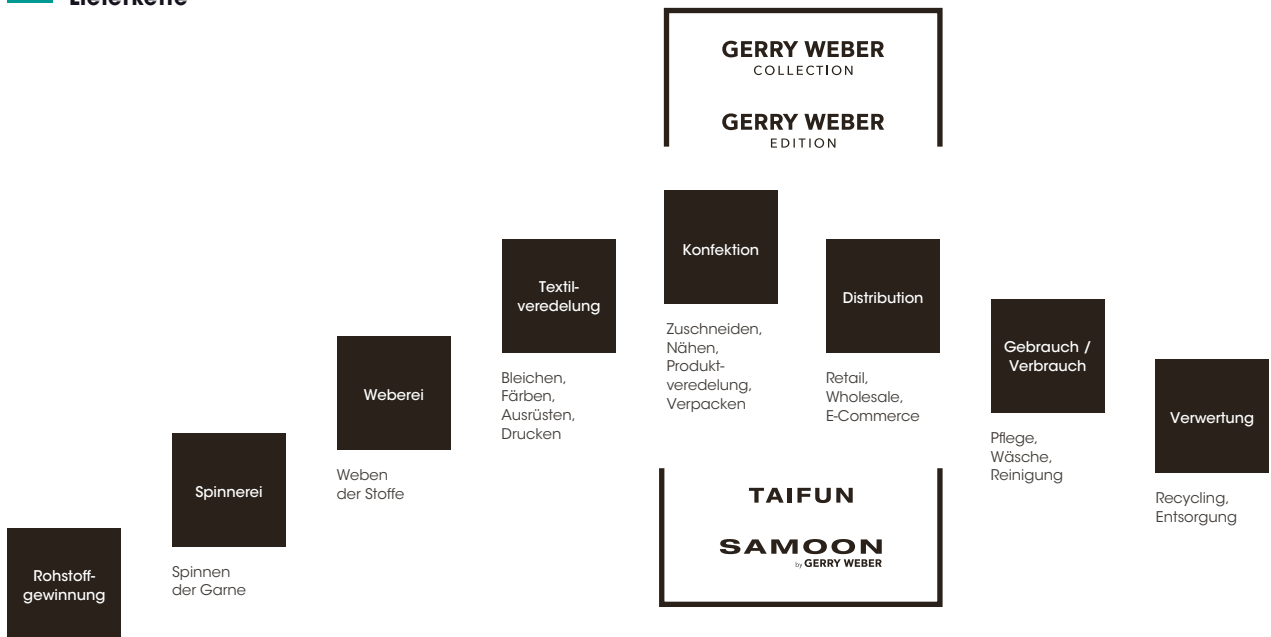 Lieferkette
GERRY WEBER
COLLECTION
GERRY WEBER
EDITION
Rohstoff-
gewinnung
Spinnerei
Spinnen
der Garne
Weberei
Weben
der Stoffe
Textil-
veredelung
Bleichen,
Färben,
Ausrüsten,
Drucken
Konfektion
Zuschneiden,
Nähen,
Produkt-
veredelung,
Verpacken
Distribution
Retail,
Wholesale,
E-Commerce
Gebrauch /
Verbrauch
Pflege,
Wäsche,
Reinigung
Verwertung
Recycling,
Entsorgung
TAIFUN
SAMOON
by GERRY WEBER